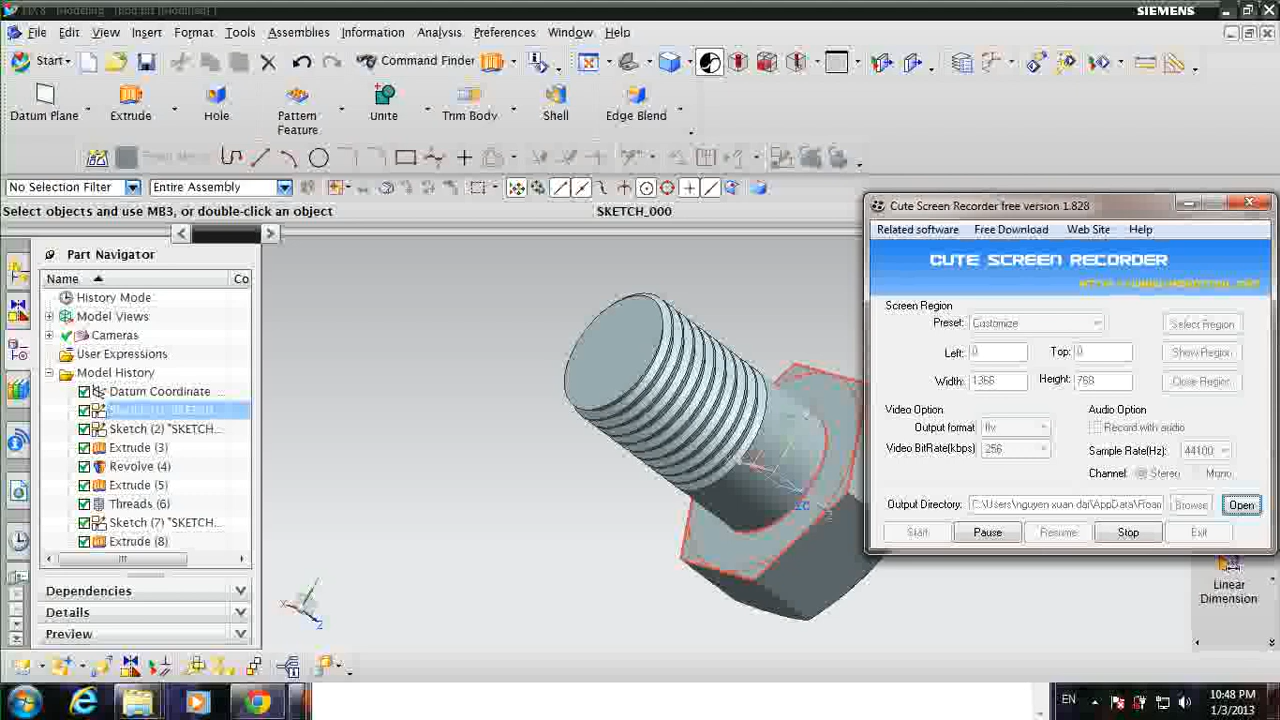 SIEMENS
File Edit View Insert Format Tools Assemblies Information Analysis Preferences Window Help
Start Command Finder
Datum Plane Extrude Hole Pattern Feature Unite Trim Body Shell Edge Blend
No Selection Filter Entire Assembly
Select objects and use MB3, or double-click an object SKETCH_000
Part Navigator
Name Co
History Mode
Model Views
Cameras
User Expressions
Model History
Datum Coordinate ...
Sketch (2) "SKETCH...
Extrude (3)
Revolve (4)
Extrude (5)
Threads (6)
Sketch (7) "SKETCH...
Extrude (8)
Dependencies
Details
Preview
X
Z
Cute Screen Recorder free version 1.828
Related software Free Download Web Site Help
CUTE SCREEN RECORDER
Screen Region
Preset: Customize Select Region
Left: 0 Top: 0 Show Region
Width: 1366 Height: 768 Close Region
Video Option Audio Option
Output format flv Record with audio
Video BitRate(kbps) 256 Sample Rate(Hz): 44100
Channel: Stereo Mono
Output Directory: C:\Users\nguyen xuan dai\AppData\Roan Browse Open
Start Pause Resume Stop Exit
Linear
Dimension
EN
10:48 PM
1/3/2013